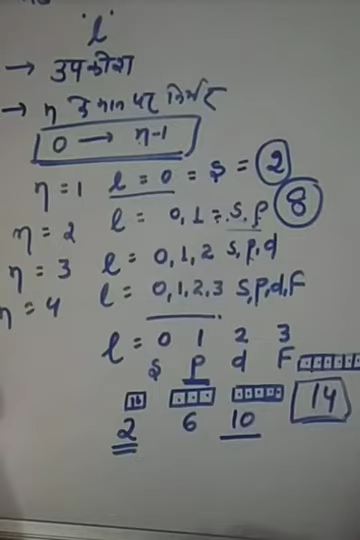 'l'
→ उपकोश
→ n के मान पर निर्भर
0 → n-1
n = 1 l = 0 = s = 2
n = 2 l = 0, 1 = s, p 8
n = 3 l = 0, 1, 2 s, p, d
n = 4 l = 0, 1, 2, 3 s, p, d, F
l = 0 1 2 3
s p d F
2 6 10 14